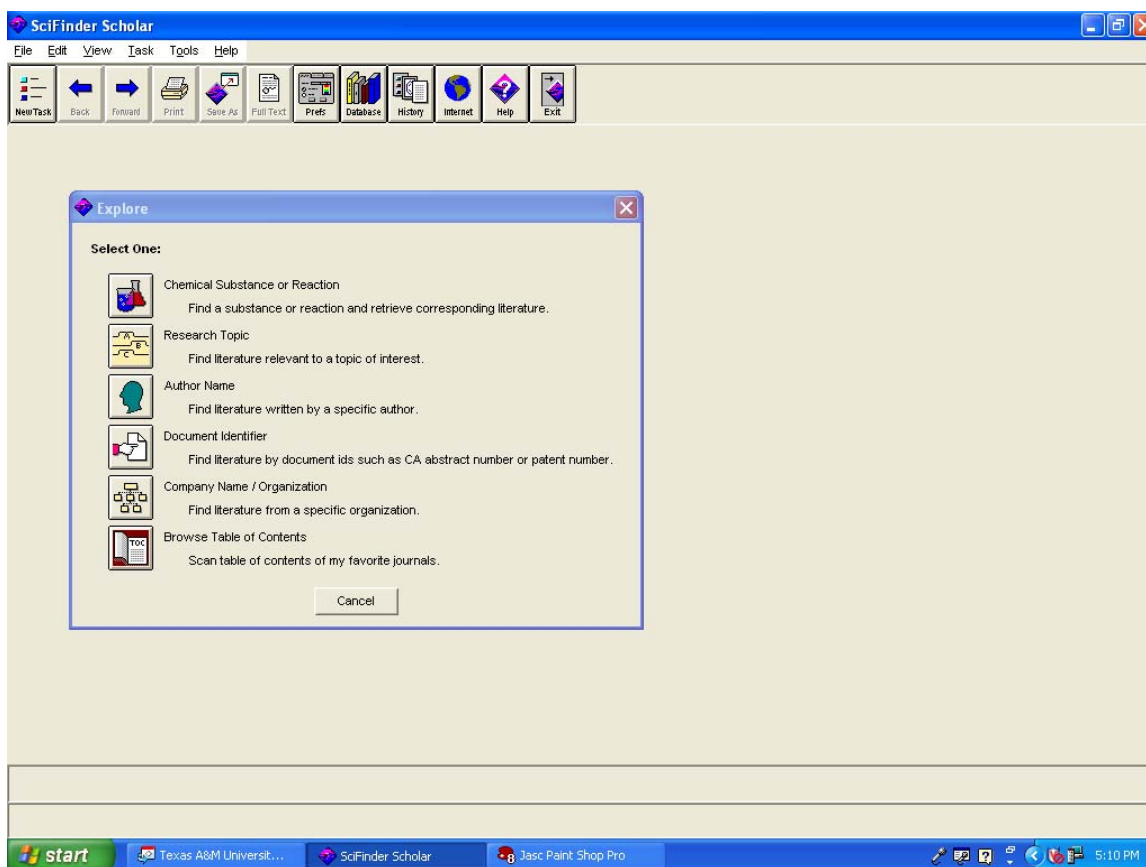 SciFinder Scholar
File Edit View Task Tools Help
New Task Back Forward Print Save As Full Text Prefs Database History Internet Help Exit
Explore
Select One:
Chemical Substance or Reaction
Find a substance or reaction and retrieve corresponding literature.
A
B
C
Research Topic
Find literature relevant to a topic of interest.
Author Name
Find literature written by a specific author.
Document Identifier
Find literature by document ids such as CA abstract number or patent number.
Company Name / Organization
Find literature from a specific organization.
TOC
Browse Table of Contents
Scan table of contents of my favorite journals.
Cancel
start Texas A&M Universit... SciFinder Scholar 8 Jasc Paint Shop Pro 5:10 PM